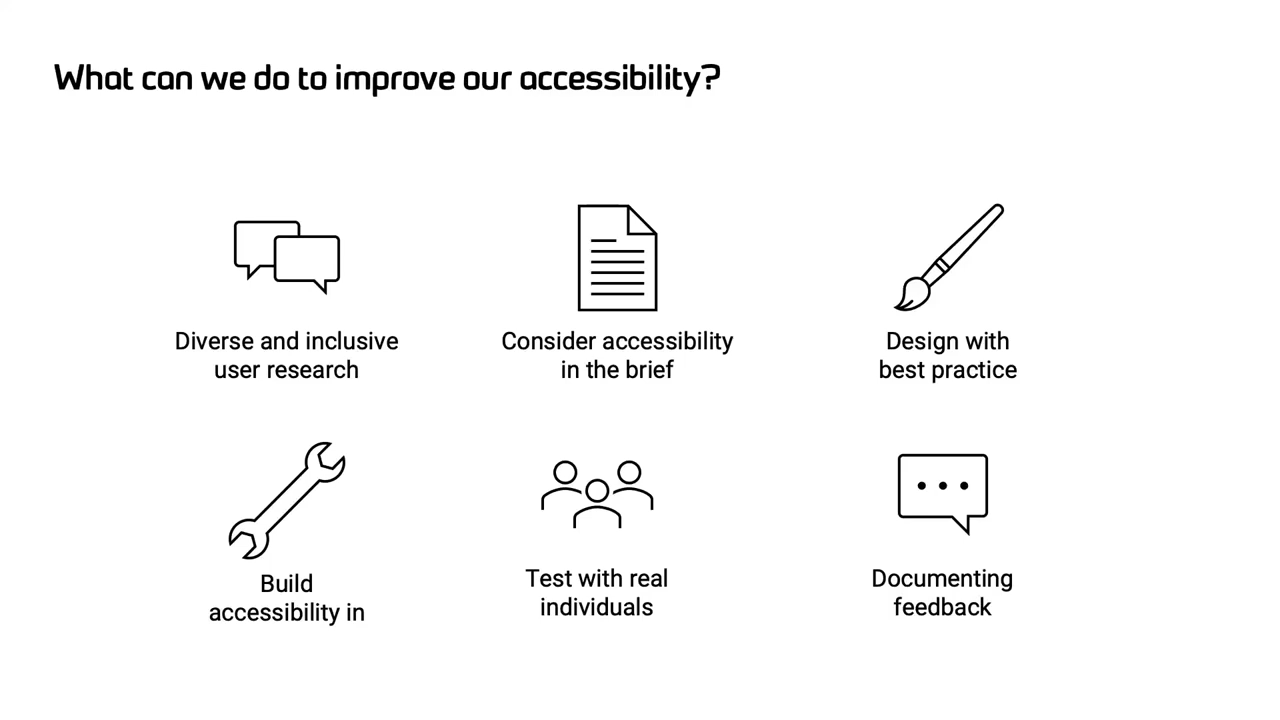 What can we do to improve our accessibility?
Diverse and inclusive
user research
Consider accessibility
in the brief
Design with
best practice
Build
accessibility in
Test with real
individuals
Documenting
feedback